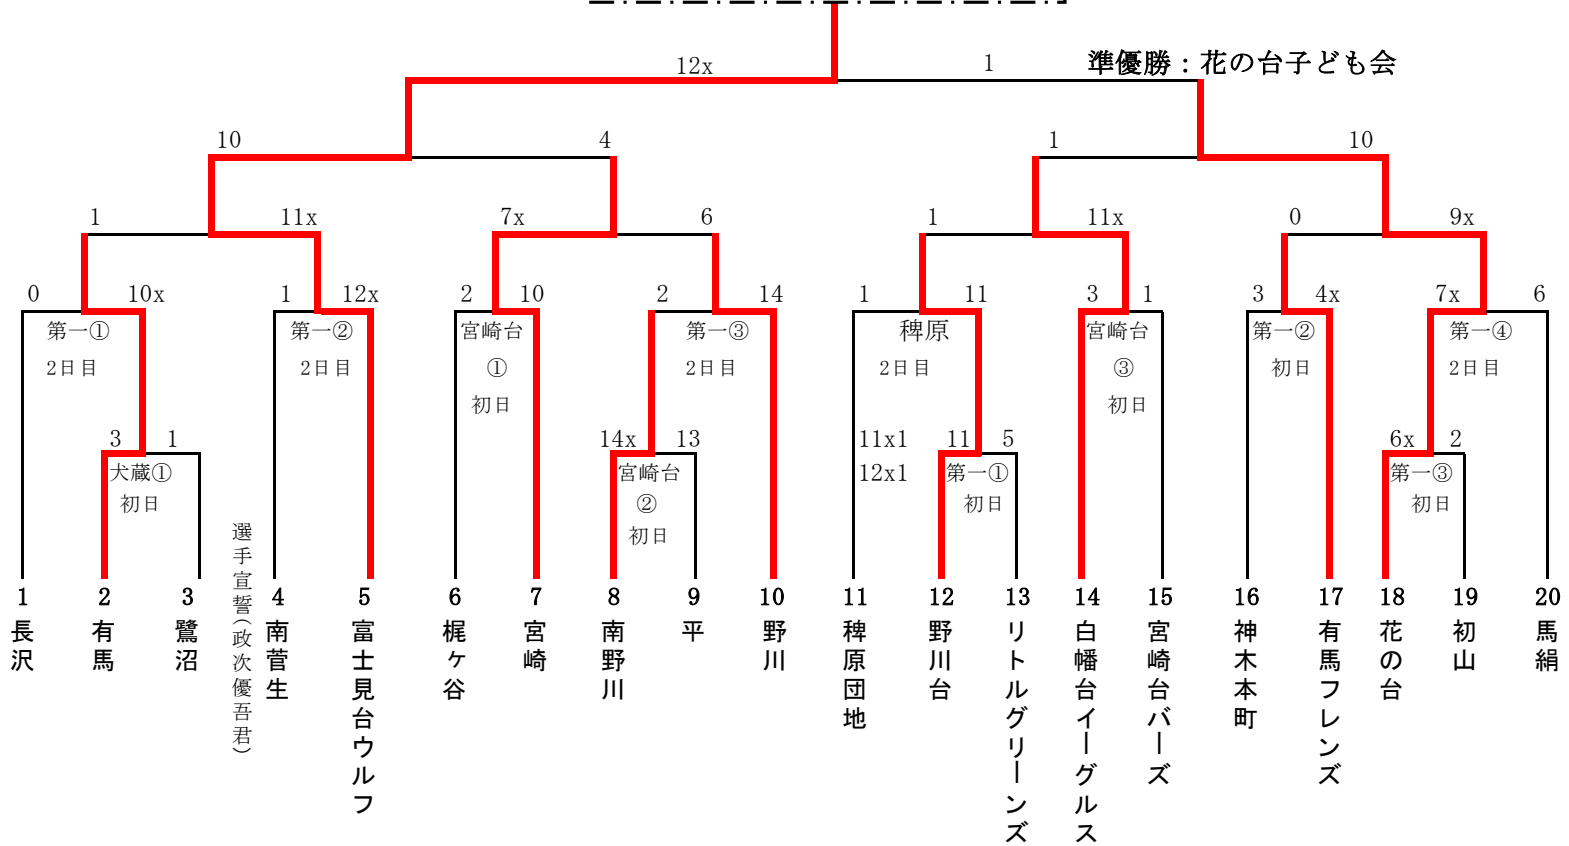 12x 1 準優勝：花の台子ども会
10 4 1 10
1 11x 7x 6 1 11x 0 9x
0 10x 1 12x 2 10 2 14 1 11 3 1 3 4x 7x 6
第一① 第一② 宮崎台 第一③ 稗原 宮崎台 第一② 第一④
2日目 2日目 ① 2日目 2日目 ③ 初日 2日目
初日 初日
3 1 14x 13 11x1 11 5 6x 2
犬蔵① 宮崎台 12x1 第一① 第一③
初日 ② 初日 初日
初日
選手宣誓（政次優吾君）
1 2 3 4 5 6 7 8 9 10 11 12 13 14 15 16 17 18 19 20
長沢
有馬
鷺沼
南菅生
富士見台ウルフ
梶ヶ谷
宮崎
南野川
平
野川
稗原団地
野川台
リトルグリーンズ
白幡台イーグルス
宮崎台バーズ
神木本町
有馬フレンズ
花の台
初山
馬絹